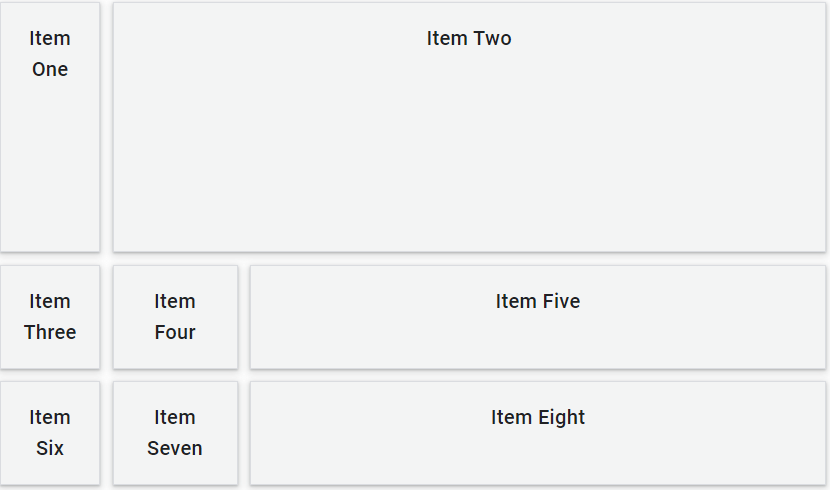 Item
One
Item Two
Item
Three
Item
Four
Item Five
Item
Six
Item
Seven
Item Eight